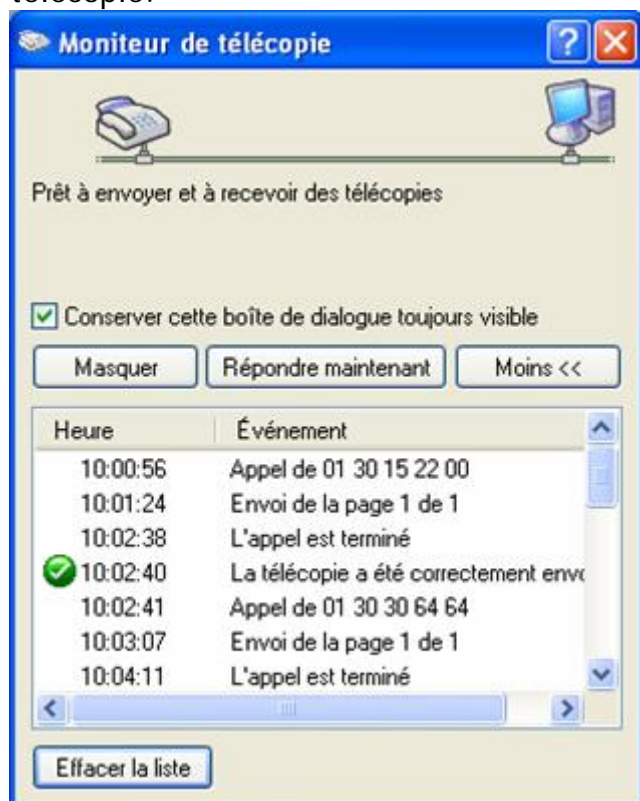 Moniteur de télécopie
Prêt à envoyer et à recevoir des télécopies
Conserver cette boîte de dialogue toujours visible
Masquer Répondre maintenant Moins <<
Heure Événement
10:00:56 Appel de 01 30 15 22 00
10:01:24 Envoi de la page 1 de 1
10:02:38 L'appel est terminé
10:02:40 La télécopie a été correctement
10:02:41 Appel de 01 30 30 64 64
10:03:07 Envoi de la page 1 de 1
10:04:11 L'appel est terminé
Effacer la liste